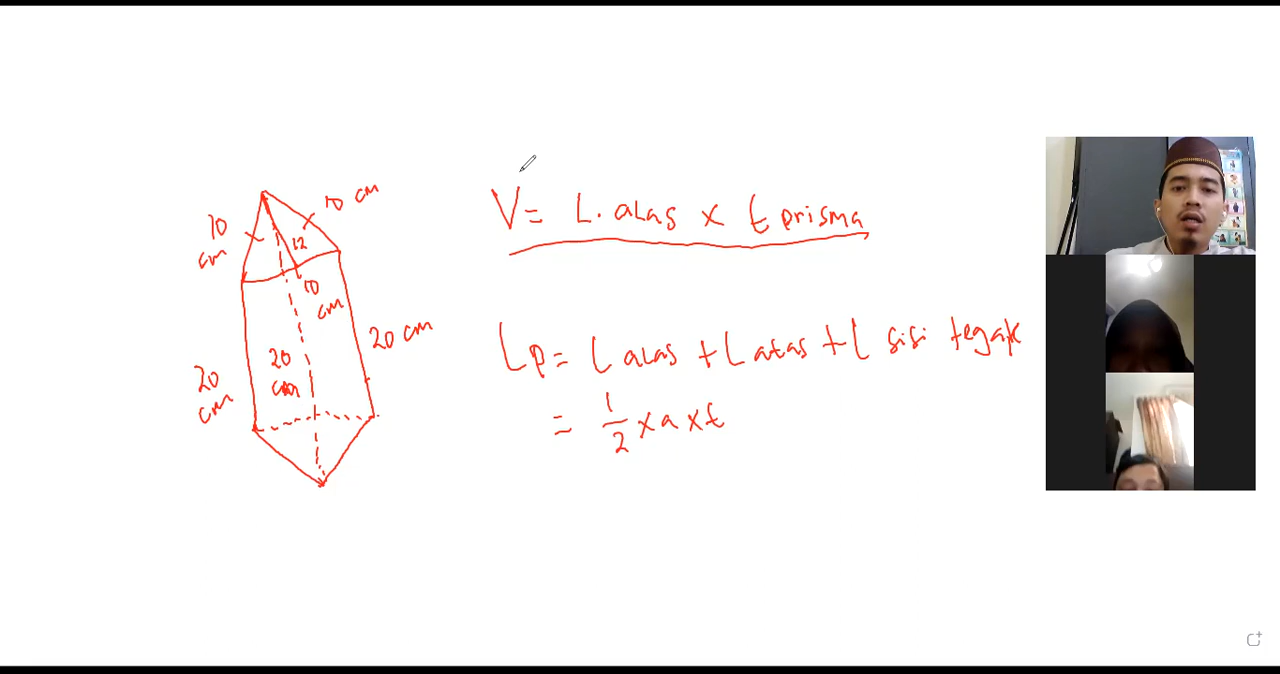 10 cm
10 cm
12
10 cm
20 cm
20 cm
20 cm
V = L. alas x t prisma
Lp = L alas + L atas + L sisi tegak
= 1/2 x a x t